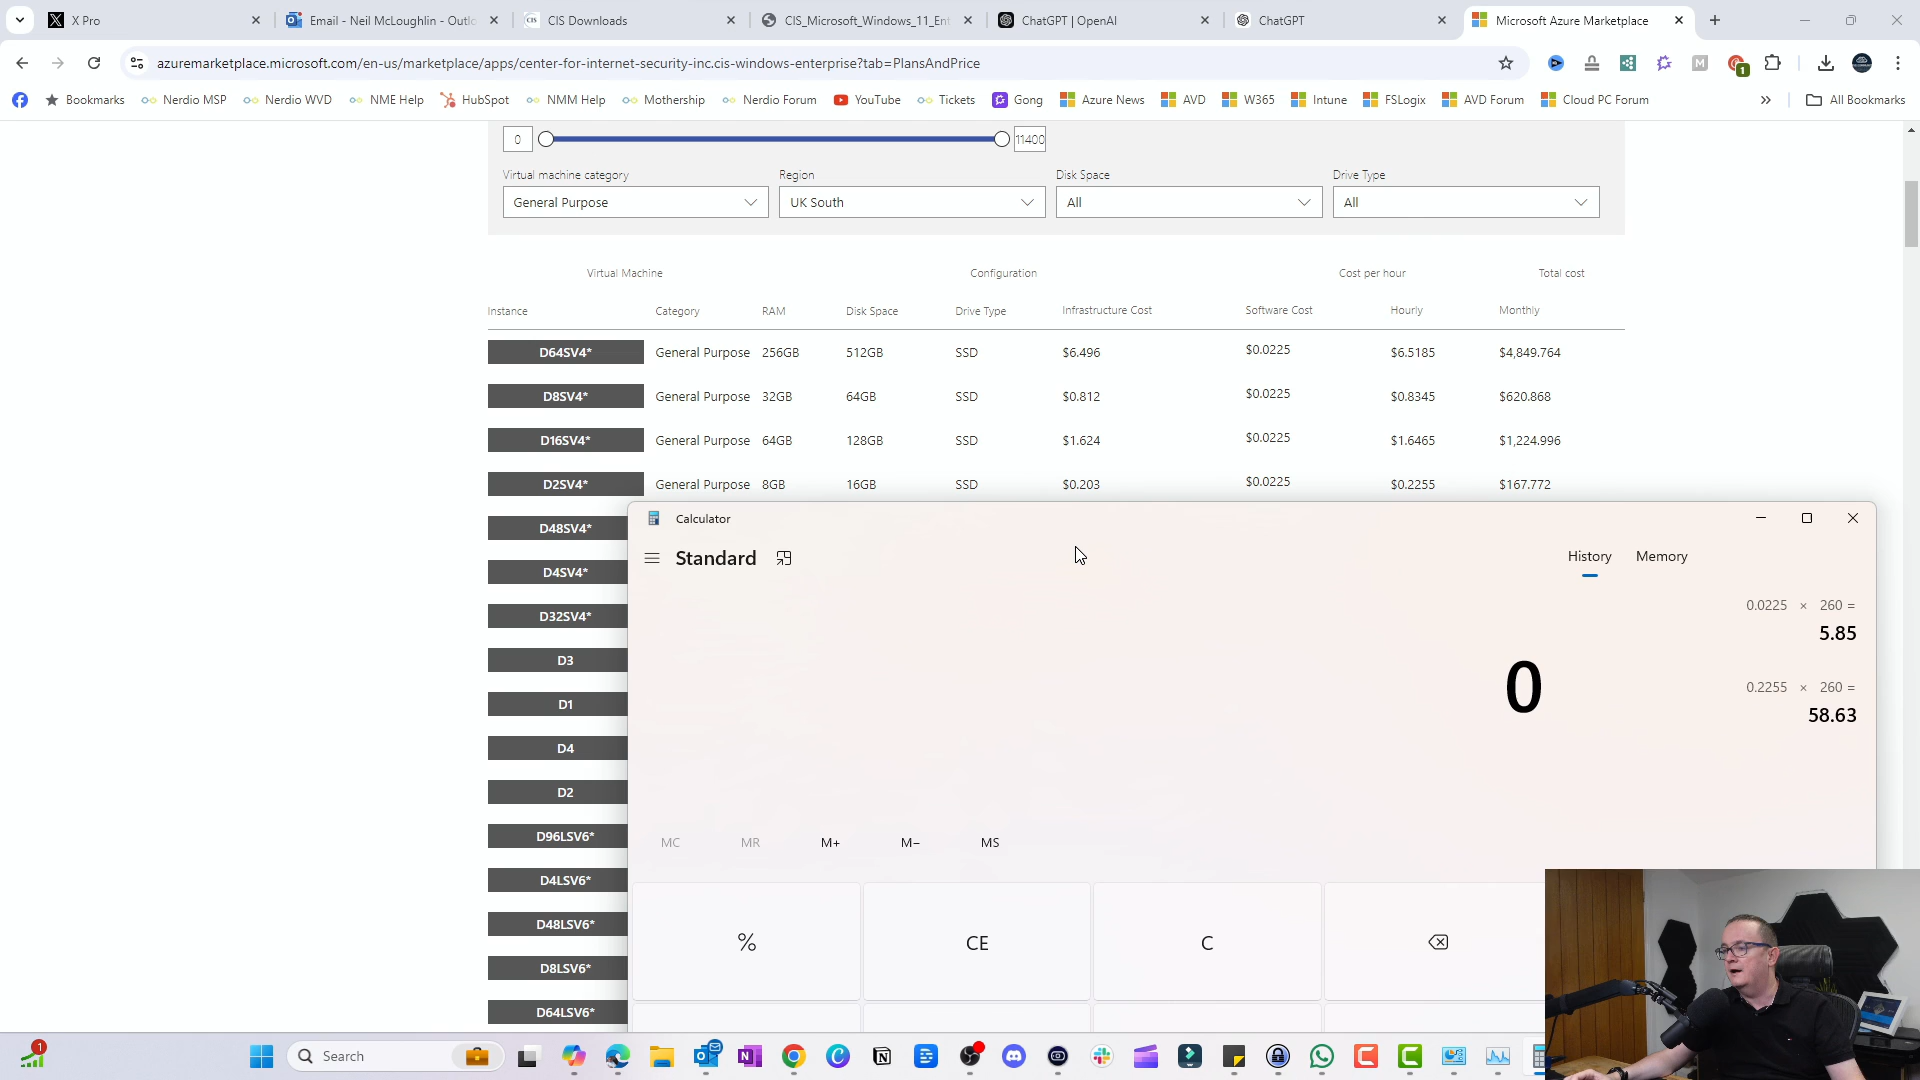 X Pro
Email - Neil McLoughlin - Outlo
CIS Downloads
CIS_Microsoft_Windows_11_Ent
ChatGPT | OpenAI
ChatGPT
Microsoft Azure Marketplace
azuremarketplace.microsoft.com/en-us/marketplace/apps/center-for-internet-security-inc.cis-windows-enterprise?tab=PlansAndPrice
Bookmarks Nerdio MSP Nerdio WVD NME Help HubSpot NMM Help Mothership Nerdio Forum YouTube Tickets Gong Azure News AVD W365 Intune FSLogix AVD Forum Cloud PC Forum All Bookmarks
0 11400
Virtual machine category Region Disk Space Drive Type
General Purpose UK South All All
Virtual Machine Configuration Cost per hour Total cost
Instance Category RAM Disk Space Drive Type Infrastructure Cost Software Cost Hourly Monthly
D64SV4* General Purpose 256GB 512GB SSD $6.496 $0.0225 $6.5185 $4,849.764
D8SV4* General Purpose 32GB 64GB SSD $0.812 $0.0225 $0.8345 $620.868
D16SV4* General Purpose 64GB 128GB SSD $1.624 $0.0225 $1.6465 $1,224.996
D2SV4* General Purpose 8GB 16GB SSD $0.203 $0.0225 $0.2255 $167.772
D48SV4*
D4SV4*
D32SV4*
D3
D1
D4
D2
D96LSV6*
D4LSV6*
D48LSV6*
D8LSV6*
D64LSV6*
Calculator
Standard
History Memory
0.0225 × 260 =
5.85
0
0.2255 × 260 =
58.63
MC MR M+ M− MS
% CE C
1
Search
1